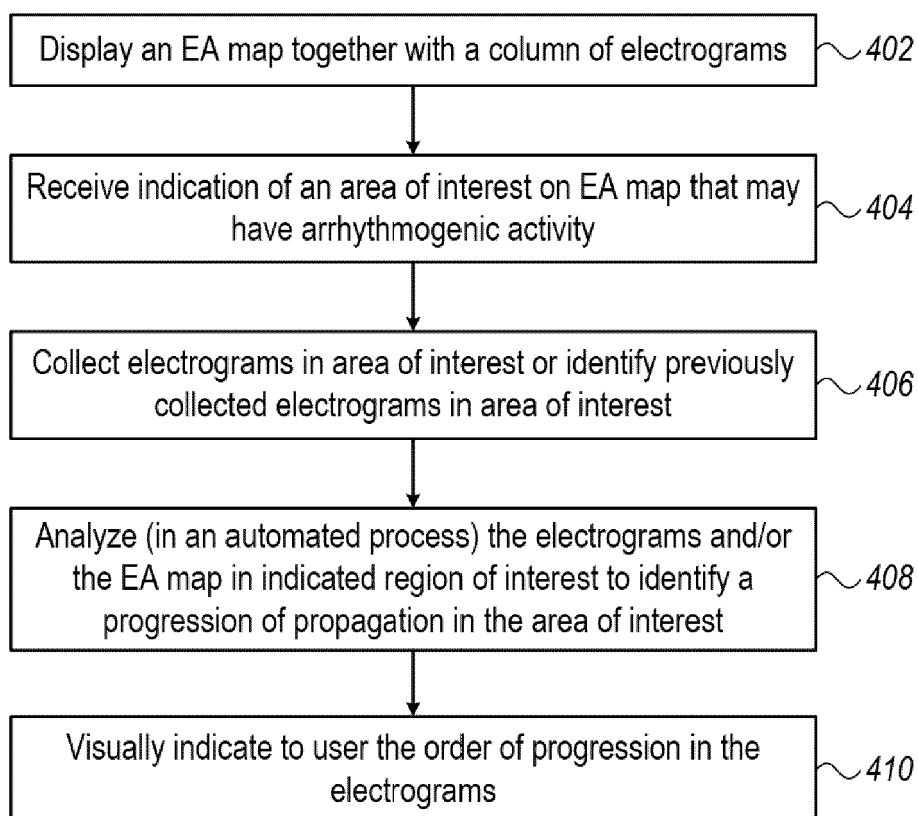 Display an EA map together with a column of electrograms
402
Receive indication of an area of interest on EA map that may
have arrhythmogenic activity
404
Collect electrograms in area of interest or identify previously
collected electrograms in area of interest
406
Analyze (in an automated process) the electrograms and/or
the EA map in indicated region of interest to identify a
progression of propagation in the area of interest
408
Visually indicate to user the order of progression in the
electrograms
410